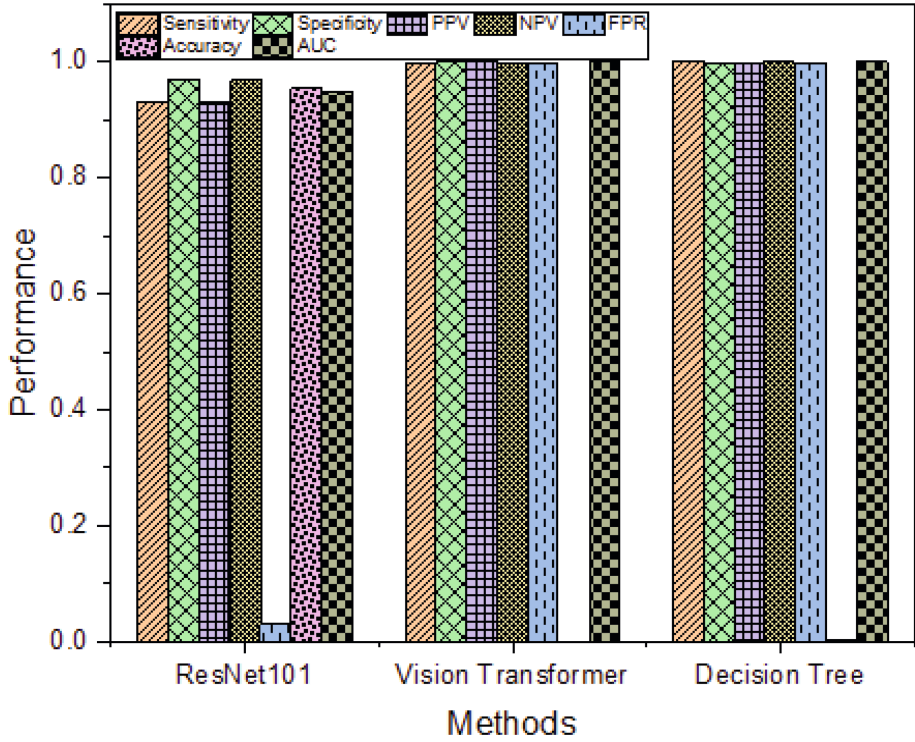 Sensitivity Specificity PPV NPV FPR
Accuracy AUC
1.0
0.8
0.6
0.4
0.2
0.0
Performance
ResNet101 Vision Transformer Decision Tree
Methods